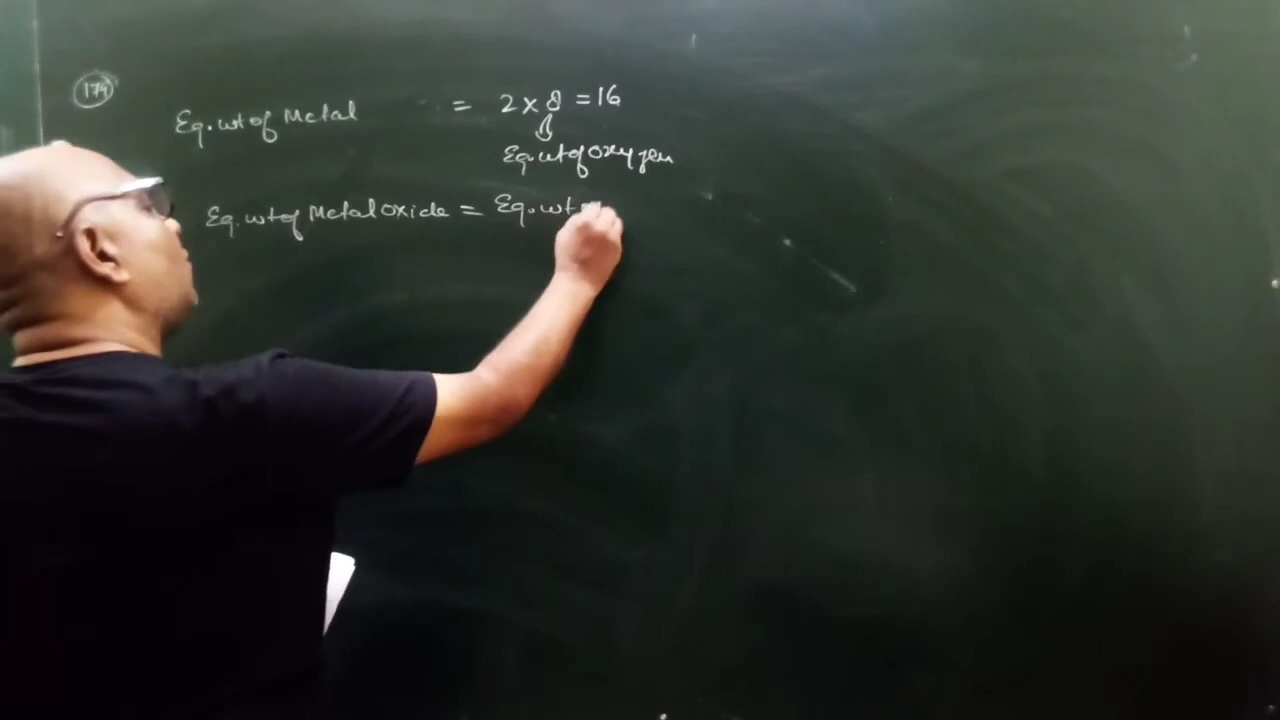 174
Eq.wt of Metal = 2 x 8 = 16
Eq.wt of Oxygen
Eq.wt of Metal Oxide = Eq.wt